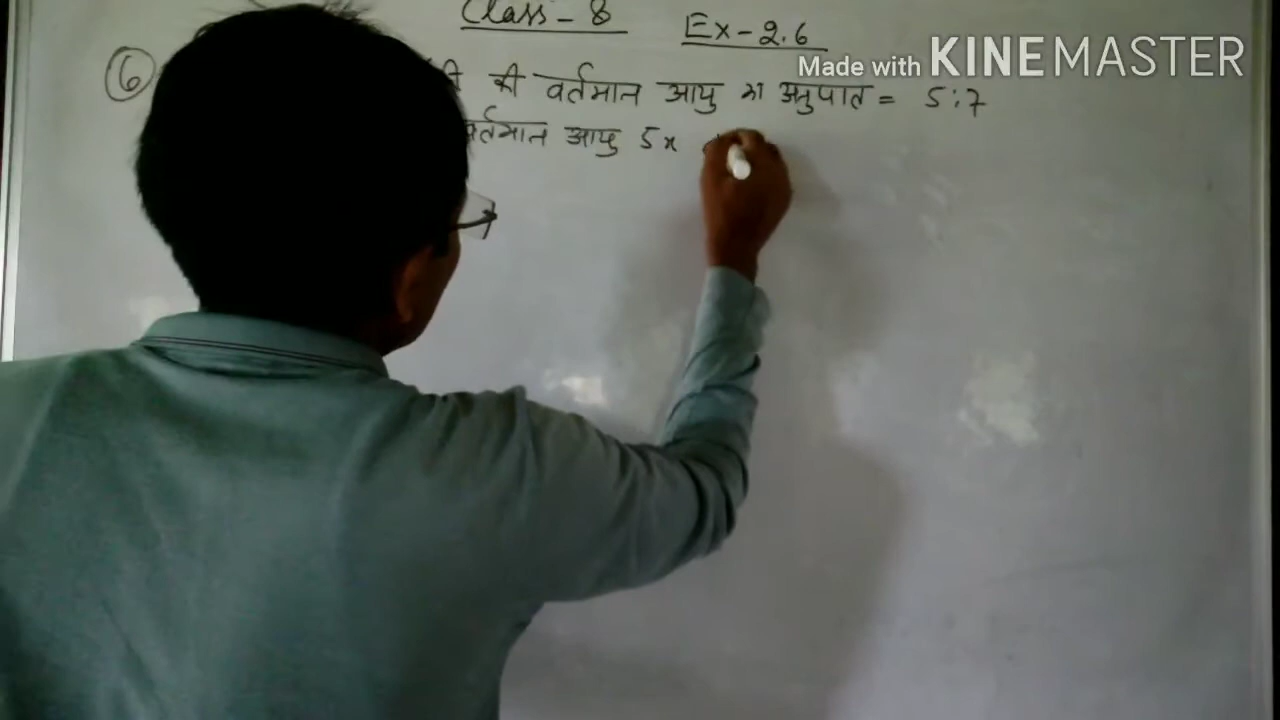 Class - 8
Ex - 2.6
Made with KINEMASTER
⑥ की वर्तमान आयु का अनुपात = 5:7
वर्तमान आयु 5x